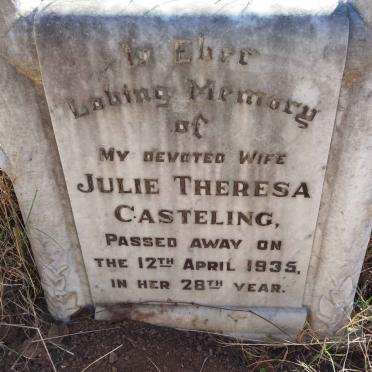 In Ever
Loving Memory
of
MY DEVOTED WIFE
JULIE THERESA
CASTELING,
PASSED AWAY ON
THE 12TH APRIL 1935,
IN HER 28TH YEAR.